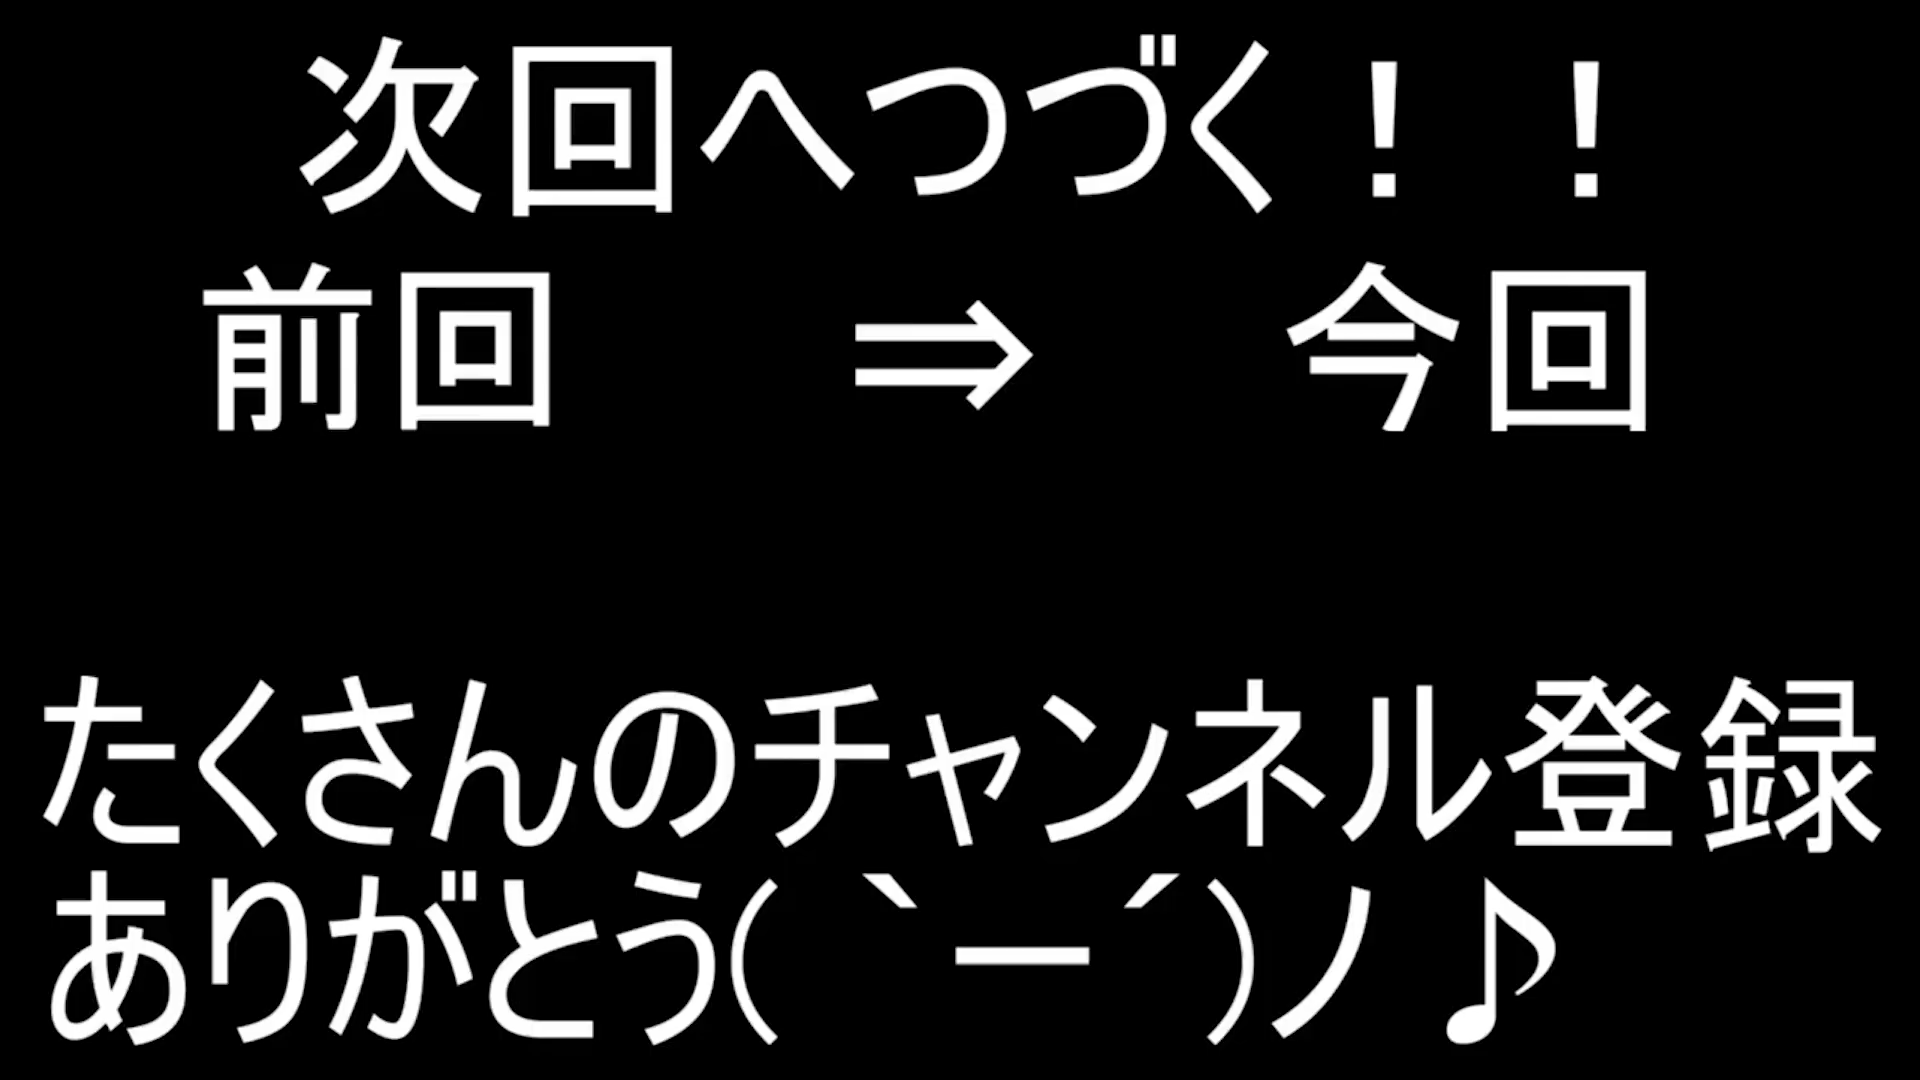 次回へつづく！！
前回　⇒　今回
たくさんのチャンネル登録
ありがとう( ｀ー´)ノ♪